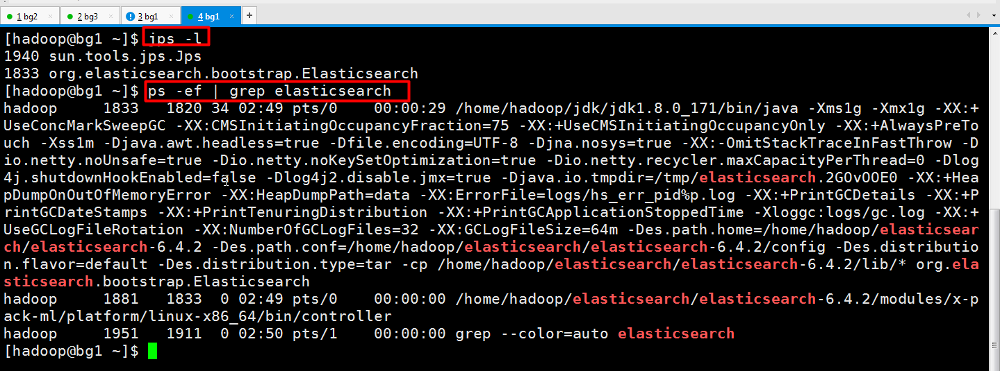 1 bg2 × 2 bg3 × 3 bg1 × 4 bg1 × +
[hadoop@bg1 ~]$ jps -l
1940 sun.tools.jps.Jps
1833 org.elasticsearch.bootstrap.Elasticsearch
[hadoop@bg1 ~]$ ps -ef | grep elasticsearch
hadoop     1833   1820 34 02:49 pts/0    00:00:29 /home/hadoop/jdk/jdk1.8.0_171/bin/java -Xms1g -Xmx1g -XX:+
UseConcMarkSweepGC -XX:CMSInitiatingOccupancyFraction=75 -XX:+UseCMSInitiatingOccupancyOnly -XX:+AlwaysPreTo
uch -Xss1m -Djava.awt.headless=true -Dfile.encoding=UTF-8 -Djna.nosys=true -XX:-OmitStackTraceInFastThrow -D
io.netty.noUnsafe=true -Dio.netty.noKeySetOptimization=true -Dio.netty.recycler.maxCapacityPerThread=0 -Dlog
4j.shutdownHookEnabled=false -Dlog4j2.disable.jmx=true -Djava.io.tmpdir=/tmp/elasticsearch.2GOvOOE0 -XX:+Hea
pDumpOnOutOfMemoryError -XX:HeapDumpPath=data -XX:ErrorFile=logs/hs_err_pid%p.log -XX:+PrintGCDetails -XX:+P
rintGCDateStamps -XX:+PrintTenuringDistribution -XX:+PrintGCApplicationStoppedTime -Xloggc:logs/gc.log -XX:+
UseGCLogFileRotation -XX:NumberOfGCLogFiles=32 -XX:GCLogFileSize=64m -Des.path.home=/home/hadoop/elasticsear
ch/elasticsearch-6.4.2 -Des.path.conf=/home/hadoop/elasticsearch/elasticsearch-6.4.2/config -Des.distributio
n.flavor=default -Des.distribution.type=tar -cp /home/hadoop/elasticsearch/elasticsearch-6.4.2/lib/* org.ela
sticsearch.bootstrap.Elasticsearch
hadoop     1881   1833  0 02:49 pts/0    00:00:00 /home/hadoop/elasticsearch/elasticsearch-6.4.2/modules/x-p
ack-ml/platform/linux-x86_64/bin/controller
hadoop     1951   1911  0 02:50 pts/1    00:00:00 grep --color=auto elasticsearch
[hadoop@bg1 ~]$